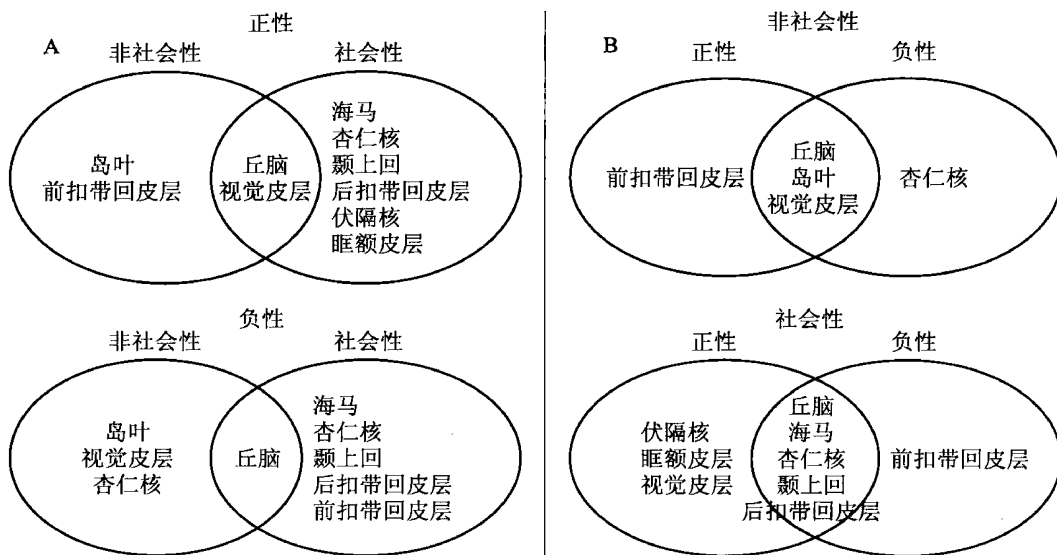 A
正性
非社会性 社会性
岛叶
前扣带回皮层
丘脑
视觉皮层
海马
杏仁核
颞上回
后扣带回皮层
伏隔核
眶额皮层
负性
非社会性 社会性
岛叶
视觉皮层
杏仁核
丘脑
海马
杏仁核
颞上回
后扣带回皮层
前扣带回皮层
B
非社会性
正性 负性
前扣带回皮层
丘脑
岛叶
视觉皮层
杏仁核
社会性
正性 负性
伏隔核
眶额皮层
视觉皮层
丘脑
海马
杏仁核
颞上回
后扣带回皮层
前扣带回皮层